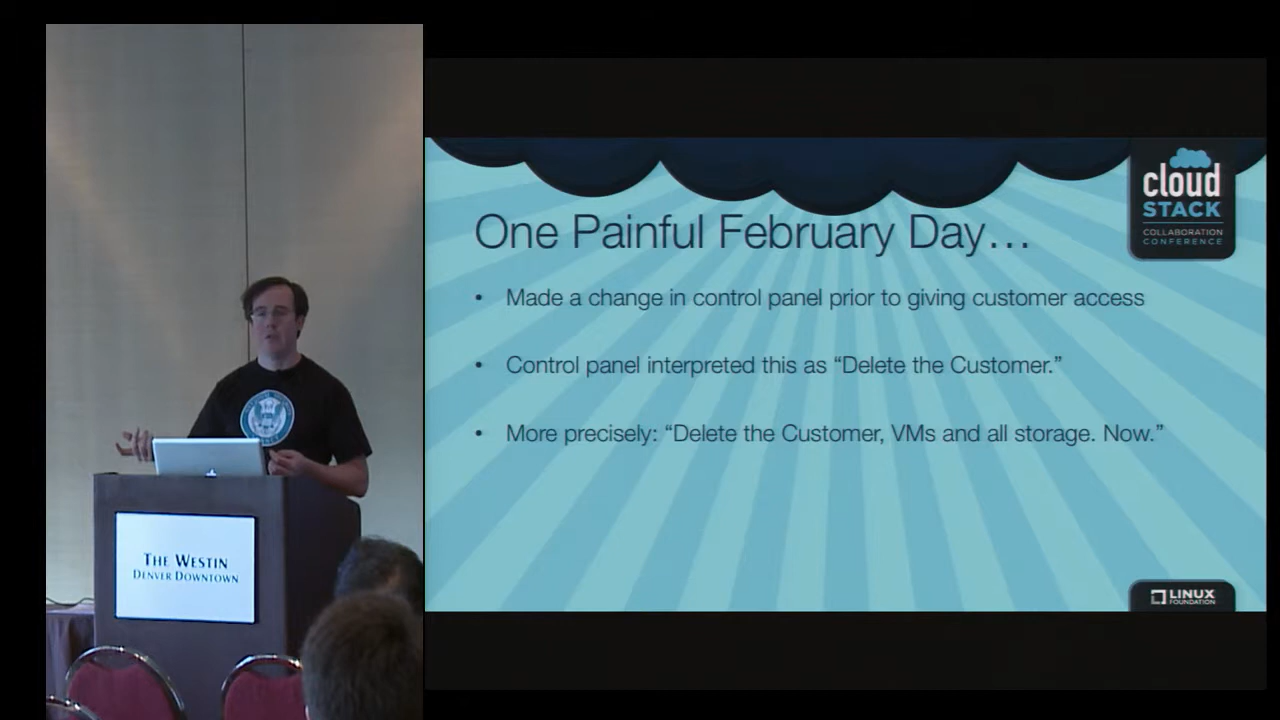 One Painful February Day…
• Made a change in control panel prior to giving customer access
• Control panel interpreted this as “Delete the Customer.”
• More precisely: “Delete the Customer, VMs and all storage. Now.”
cloud
STACK
COLLABORATION
CONFERENCE
LINUX
FOUNDATION
THE WESTIN
DENVER DOWNTOWN